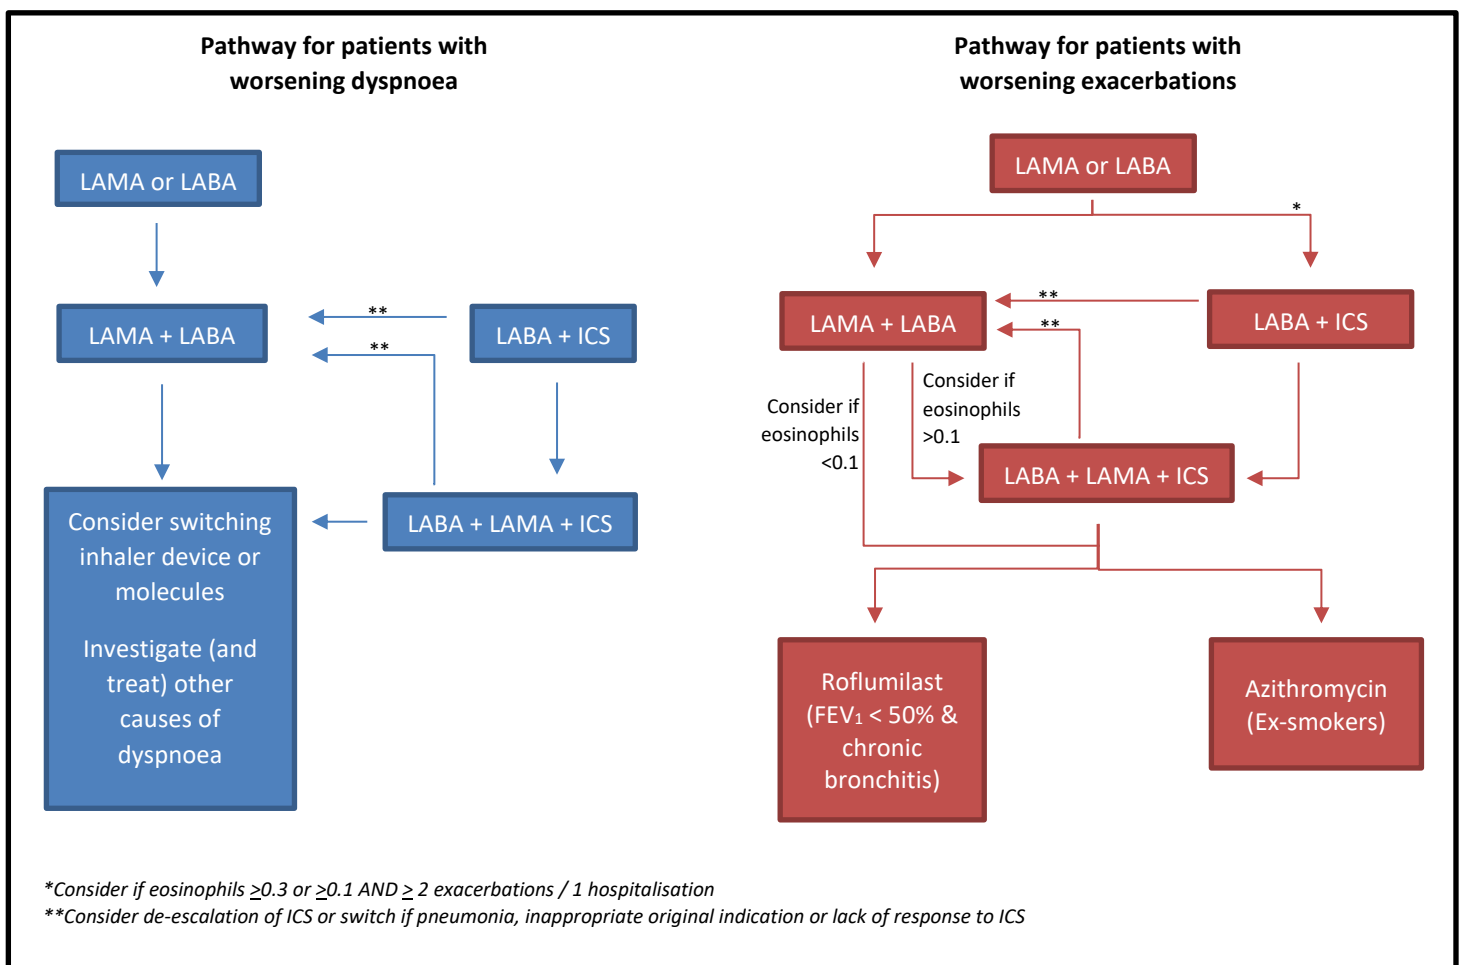 Pathway for patients with
worsening dyspnoea
LAMA or LABA
LAMA + LABA
**
**
LABA + ICS
LABA + LAMA + ICS
Consider switching
inhaler device or
molecules
Investigate (and
treat) other
causes of
dyspnoea
Pathway for patients with
worsening exacerbations
LAMA or LABA
*
LAMA + LABA
**
**
LABA + ICS
Consider if
eosinophils
<0.1
Consider if
eosinophils
>0.1
LABA + LAMA + ICS
Roflumilast
(FEV₁ < 50% &
chronic
bronchitis)
Azithromycin
(Ex-smokers)
*Consider if eosinophils ≥0.3 or ≥0.1 AND ≥ 2 exacerbations / 1 hospitalisation
**Consider de-escalation of ICS or switch if pneumonia, inappropriate original indication or lack of response to ICS